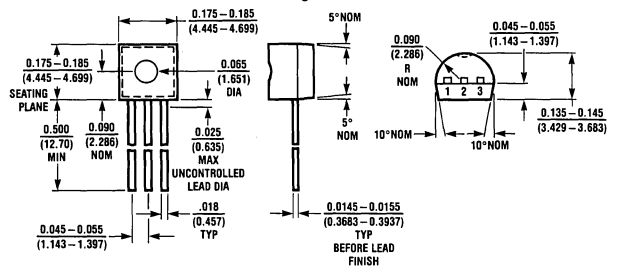 0.175–0.185
(4.445–4.699)
0.175–0.185
(4.445–4.699)
SEATING
PLANE
0.500
(12.70)
MIN
0.090
(2.286)
NOM
0.065
(1.651)
DIA
0.025
(0.635)
MAX
UNCONTROLLED
LEAD DIA
.018
(0.457)
TYP
0.045–0.055
(1.143–1.397)
5°NOM
5°
NOM
0.0145–0.0155
(0.3683–0.3937)
TYP
BEFORE LEAD
FINISH
0.090
(2.286)
R
NOM
0.045–0.055
(1.143–1.397)
1 2 3
0.135–0.145
(3.429–3.683)
10°NOM
10°NOM